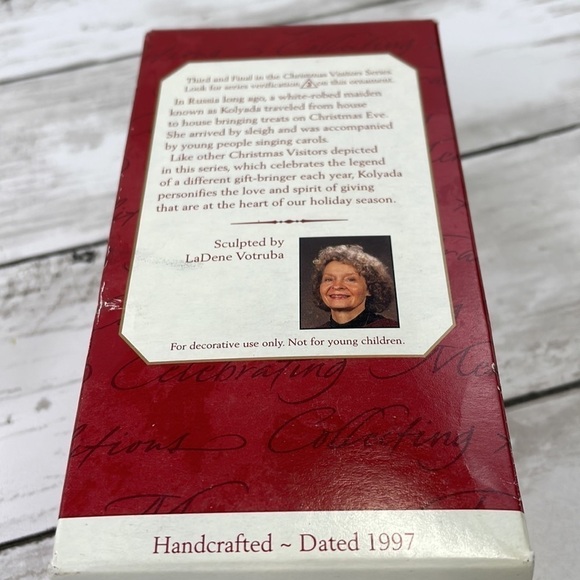 Third and Final in the Christmas Visitors Series.
Look for series verification on this ornament.
In Russia long ago, a white-robed maiden
known as Kolyada traveled from house
to house bringing treats on Christmas Eve.
She arrived by sleigh and was accompanied
by young people singing carols.
Like other Christmas Visitors depicted
in this series, which celebrates the legend
of a different gift-bringer each year, Kolyada
personifies the love and spirit of giving
that are at the heart of our holiday season.
Sculpted by
LaDene Votruba
For decorative use only. Not for young children.
Celebrating
Collecting
Handcrafted ~ Dated 1997